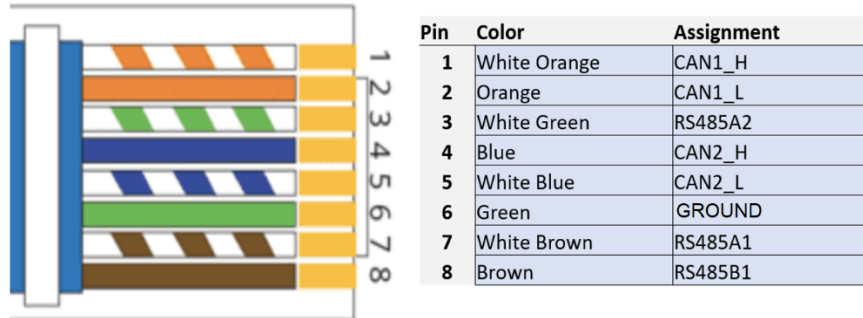 1
2
3
4
5
6
7
8
Pin Color Assignment
1 White Orange CAN1_H
2 Orange CAN1_L
3 White Green RS485A2
4 Blue CAN2_H
5 White Blue CAN2_L
6 Green GROUND
7 White Brown RS485A1
8 Brown RS485B1